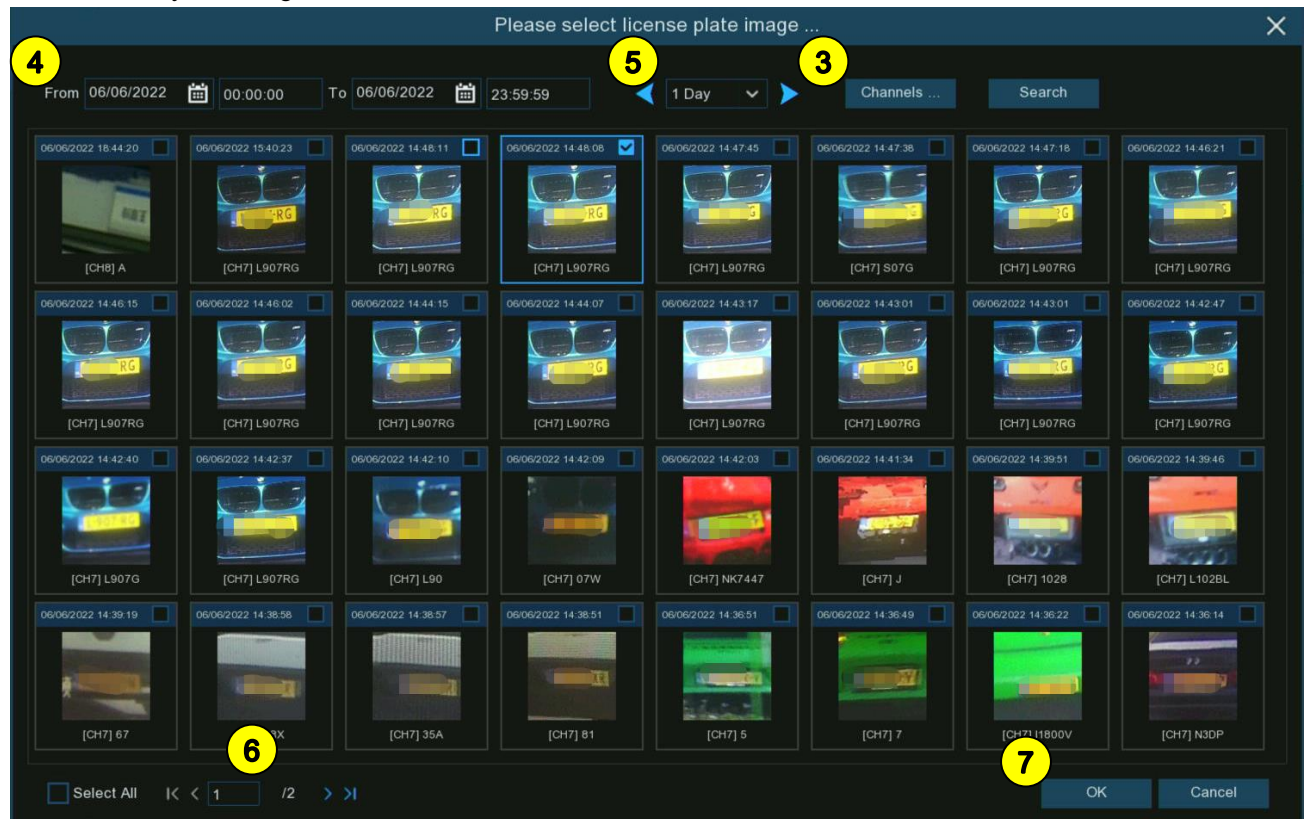 Please select license plate image ...
4
5
3
From 06/06/2022 00:00:00 To 06/06/2022 23:59:59 1 Day Channels ... Search
06/06/2022 18:44:20 06/06/2022 15:40:23 06/06/2022 14:48:11 06/06/2022 14:48:08 06/06/2022 14:47:45 06/06/2022 14:47:38 06/06/2022 14:47:18 06/06/2022 14:46:21
RG RG RG G G G
[CH8] A [CH7] L907RG [CH7] L907RG [CH7] L907RG [CH7] L907RG [CH7] S07G [CH7] L907RG [CH7] L907RG
06/06/2022 14:46:15 06/06/2022 14:46:02 06/06/2022 14:44:15 06/06/2022 14:44:07 06/06/2022 14:43:17 06/06/2022 14:43:01 06/06/2022 14:43:01 06/06/2022 14:42:47
RG G G G G G
[CH7] L907RG [CH7] L907RG [CH7] L907RG [CH7] L907RG [CH7] L907RG [CH7] L907RG [CH7] L907RG [CH7] L907RG
06/06/2022 14:42:40 06/06/2022 14:42:37 06/06/2022 14:42:10 06/06/2022 14:42:09 06/06/2022 14:42:03 06/06/2022 14:41:34 06/06/2022 14:39:51 06/06/2022 14:39:46
[CH7] L907G [CH7] L907RG [CH7] L90 [CH7] 07W [CH7] NK7447 [CH7] J [CH7] 1028 [CH7] L102BL
06/06/2022 14:39:19 06/06/2022 14:38:58 06/06/2022 14:38:57 06/06/2022 14:38:51 06/06/2022 14:36:51 06/06/2022 14:36:49 06/06/2022 14:36:22 06/06/2022 14:36:14
[CH7] 67 [CH7] 35A [CH7] 81 [CH7] 5 [CH7] 7 [CH7] I1800V [CH7] N3DP
6
7
Select All 1 /2 OK Cancel